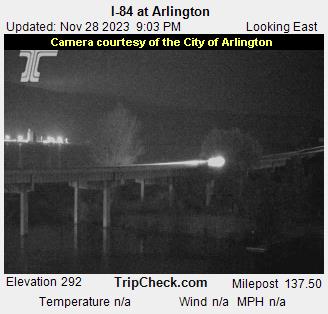 I-84 at Arlington
Updated: Nov 28 2023 9:03 PM Looking East
Camera courtesy of the City of Arlington
Elevation 292 TripCheck.com Milepost 137.50
Temperature n/a Wind n/a MPH n/a